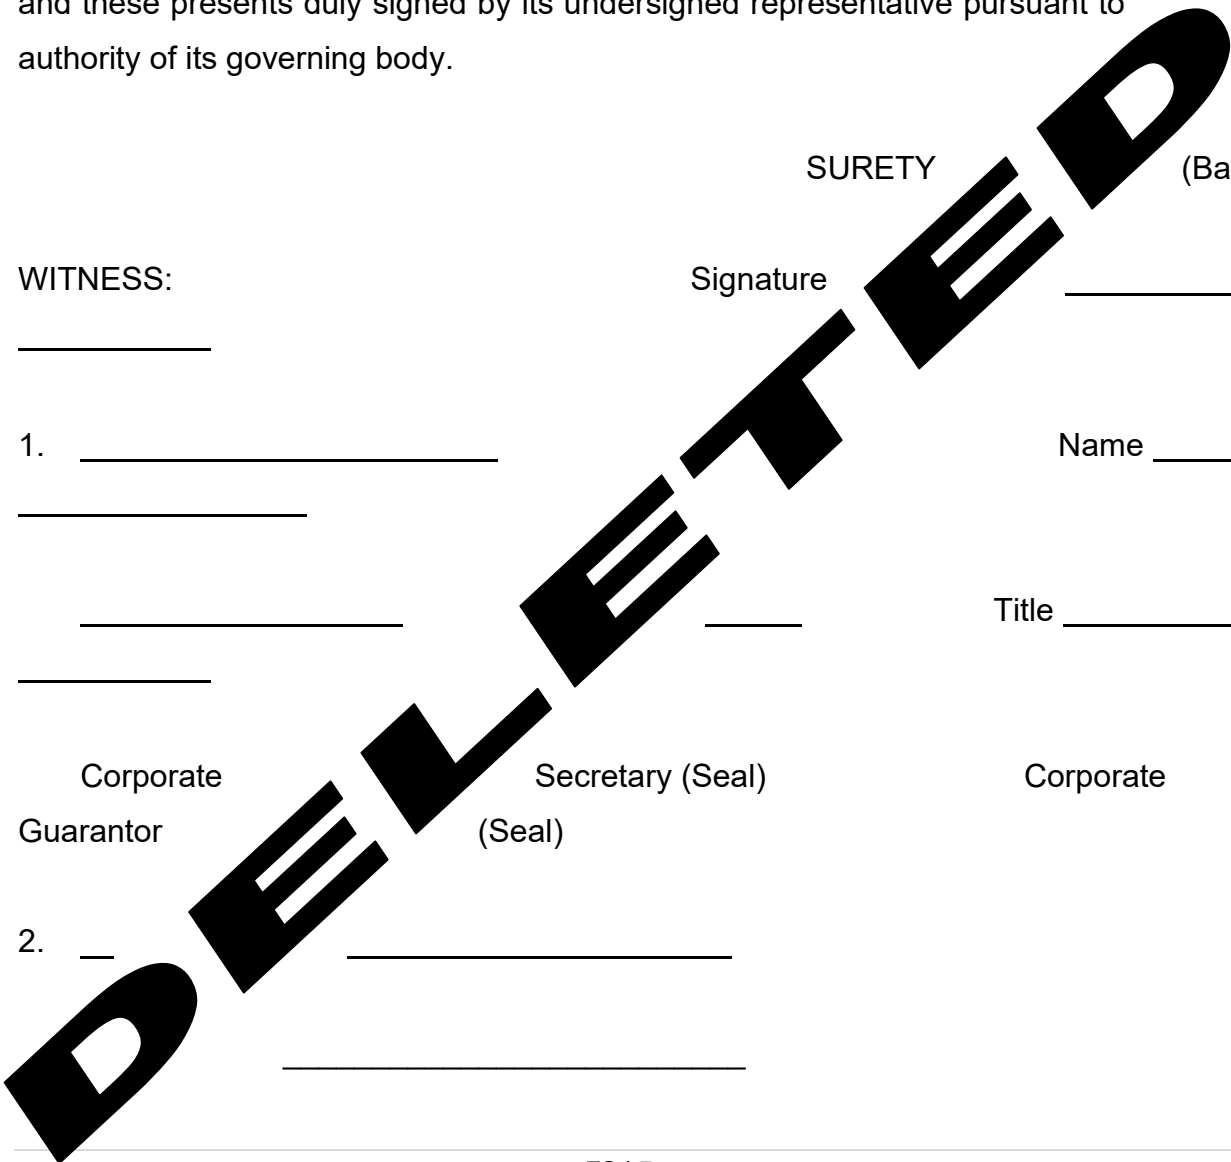 and these presents duly signed by its undersigned representative pursuant to
authority of its governing body.
SURETY (Ba
WITNESS: Signature
1. Name
Title
Corporate Secretary (Seal) Corporate
Guarantor (Seal)
2.
DELETED